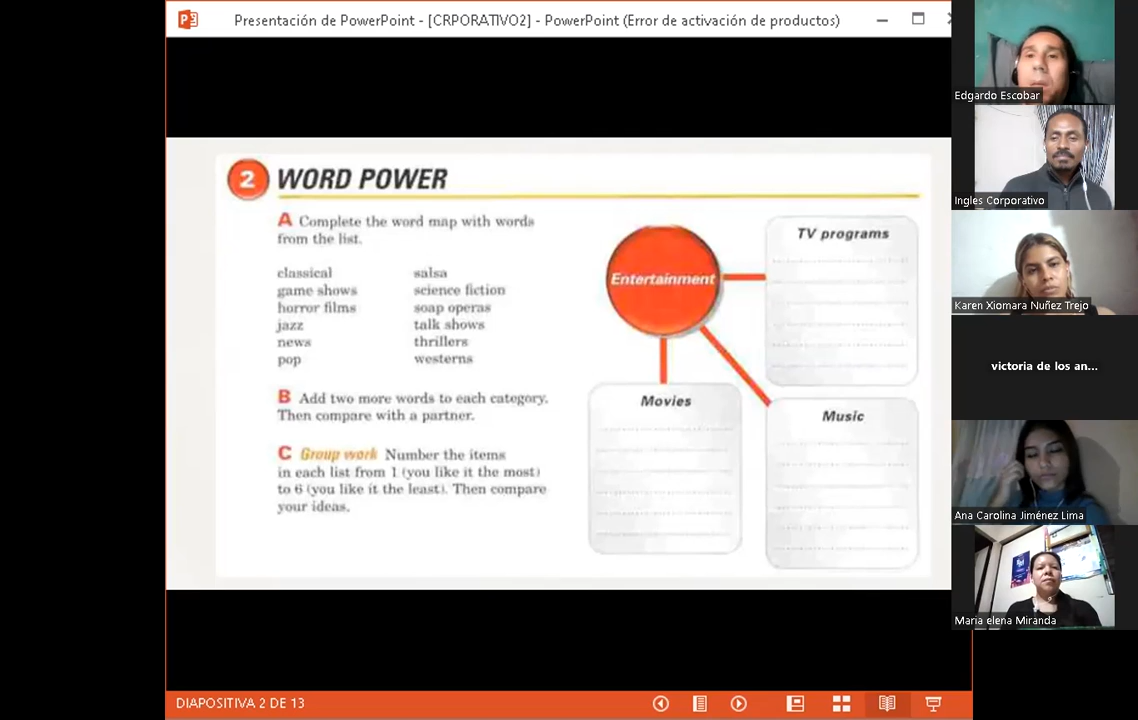 Presentación de PowerPoint - [CRPORATIVO2] - PowerPoint (Error de activación de productos)
2 WORD POWER
A Complete the word map with words
from the list.
classical
game shows
horror films
jazz
news
pop
salsa
science fiction
soap operas
talk shows
thrillers
westerns
B Add two more words to each category.
Then compare with a partner.
C Group work Number the items
in each list from 1 (you like it the most)
to 6 (you like it the least). Then compare
your ideas.
Entertainment
TV programs
Movies
Music
DIAPOSITIVA 2 DE 13
Edgardo Escobar
Ingles Corporativo
Karen Xiomara Nuñez Trejo
victoria de los an...
Ana Carolina Jiménez Lima
Maria elena Miranda